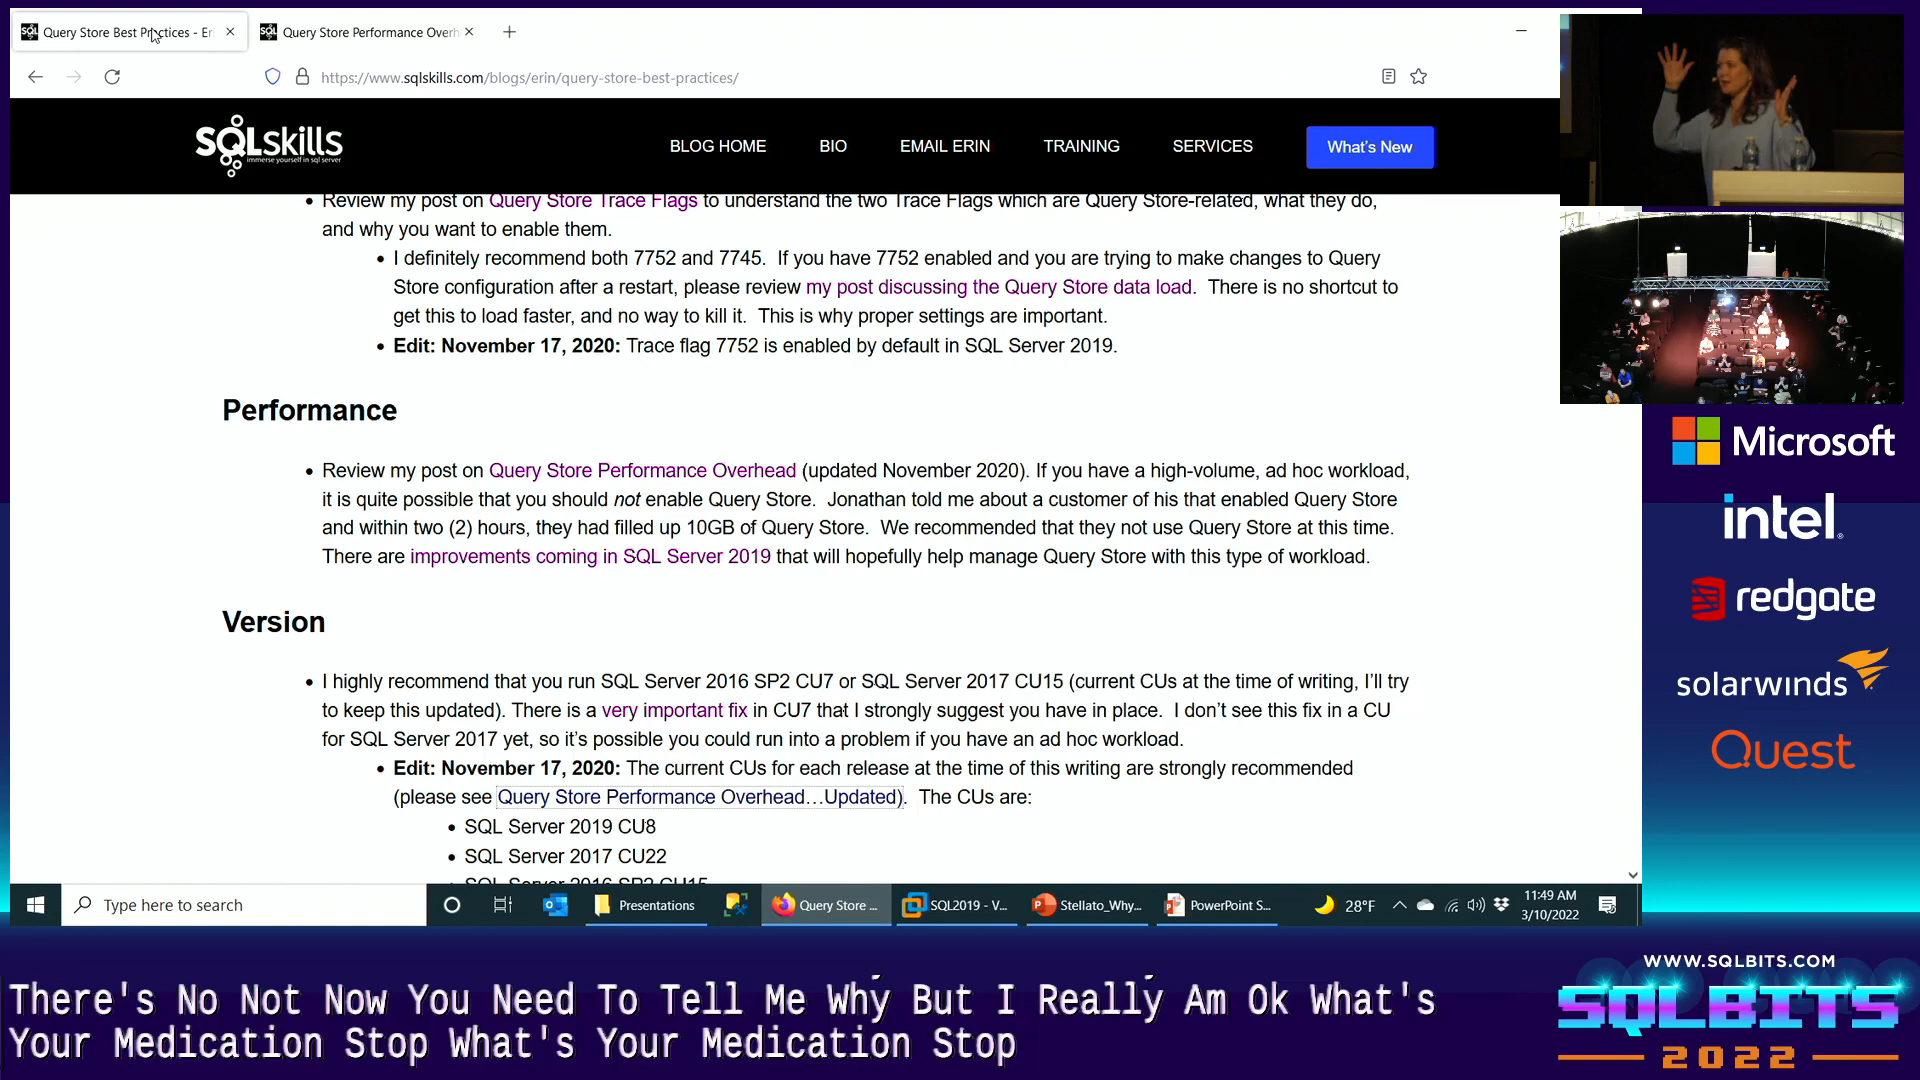 Query Store Best Practices - Eri
Query Store Performance Overh
https://www.sqlskills.com/blogs/erin/query-store-best-practices/
SQLskills
immerse yourself in sql server
BLOG HOME
BIO
EMAIL ERIN
TRAINING
SERVICES
What's New
Review my post on Query Store Trace Flags to understand the two Trace Flags which are Query Store-related, what they do,
and why you want to enable them.
I definitely recommend both 7752 and 7745.  If you have 7752 enabled and you are trying to make changes to Query
Store configuration after a restart, please review my post discussing the Query Store data load.  There is no shortcut to
get this to load faster, and no way to kill it.  This is why proper settings are important.
Edit: November 17, 2020: Trace flag 7752 is enabled by default in SQL Server 2019.
Performance
Review my post on Query Store Performance Overhead (updated November 2020). If you have a high-volume, ad hoc workload,
it is quite possible that you should not enable Query Store.  Jonathan told me about a customer of his that enabled Query Store
and within two (2) hours, they had filled up 10GB of Query Store.  We recommended that they not use Query Store at this time.
There are improvements coming in SQL Server 2019 that will hopefully help manage Query Store with this type of workload.
Version
I highly recommend that you run SQL Server 2016 SP2 CU7 or SQL Server 2017 CU15 (current CUs at the time of writing, I'll try
to keep this updated). There is a very important fix in CU7 that I strongly suggest you have in place.  I don't see this fix in a CU
for SQL Server 2017 yet, so it's possible you could run into a problem if you have an ad hoc workload.
Edit: November 17, 2020: The current CUs for each release at the time of this writing are strongly recommended
(please see Query Store Performance Overhead…Updated).  The CUs are:
SQL Server 2019 CU8
SQL Server 2017 CU22
SQL Server 2016 SP2 CU15
Type here to search
Presentations
Query Store ...
SQL2019 - V...
Stellato_Why...
PowerPoint S...
28°F
11:49 AM
3/10/2022
Microsoft
intel.
redgate
solarwinds
Quest
WWW.SQLBITS.COM
SQLBITS
2022
There's No Not Now You Need To Tell Me Why But I Really Am Ok What's
Your Medication Stop What's Your Medication Stop